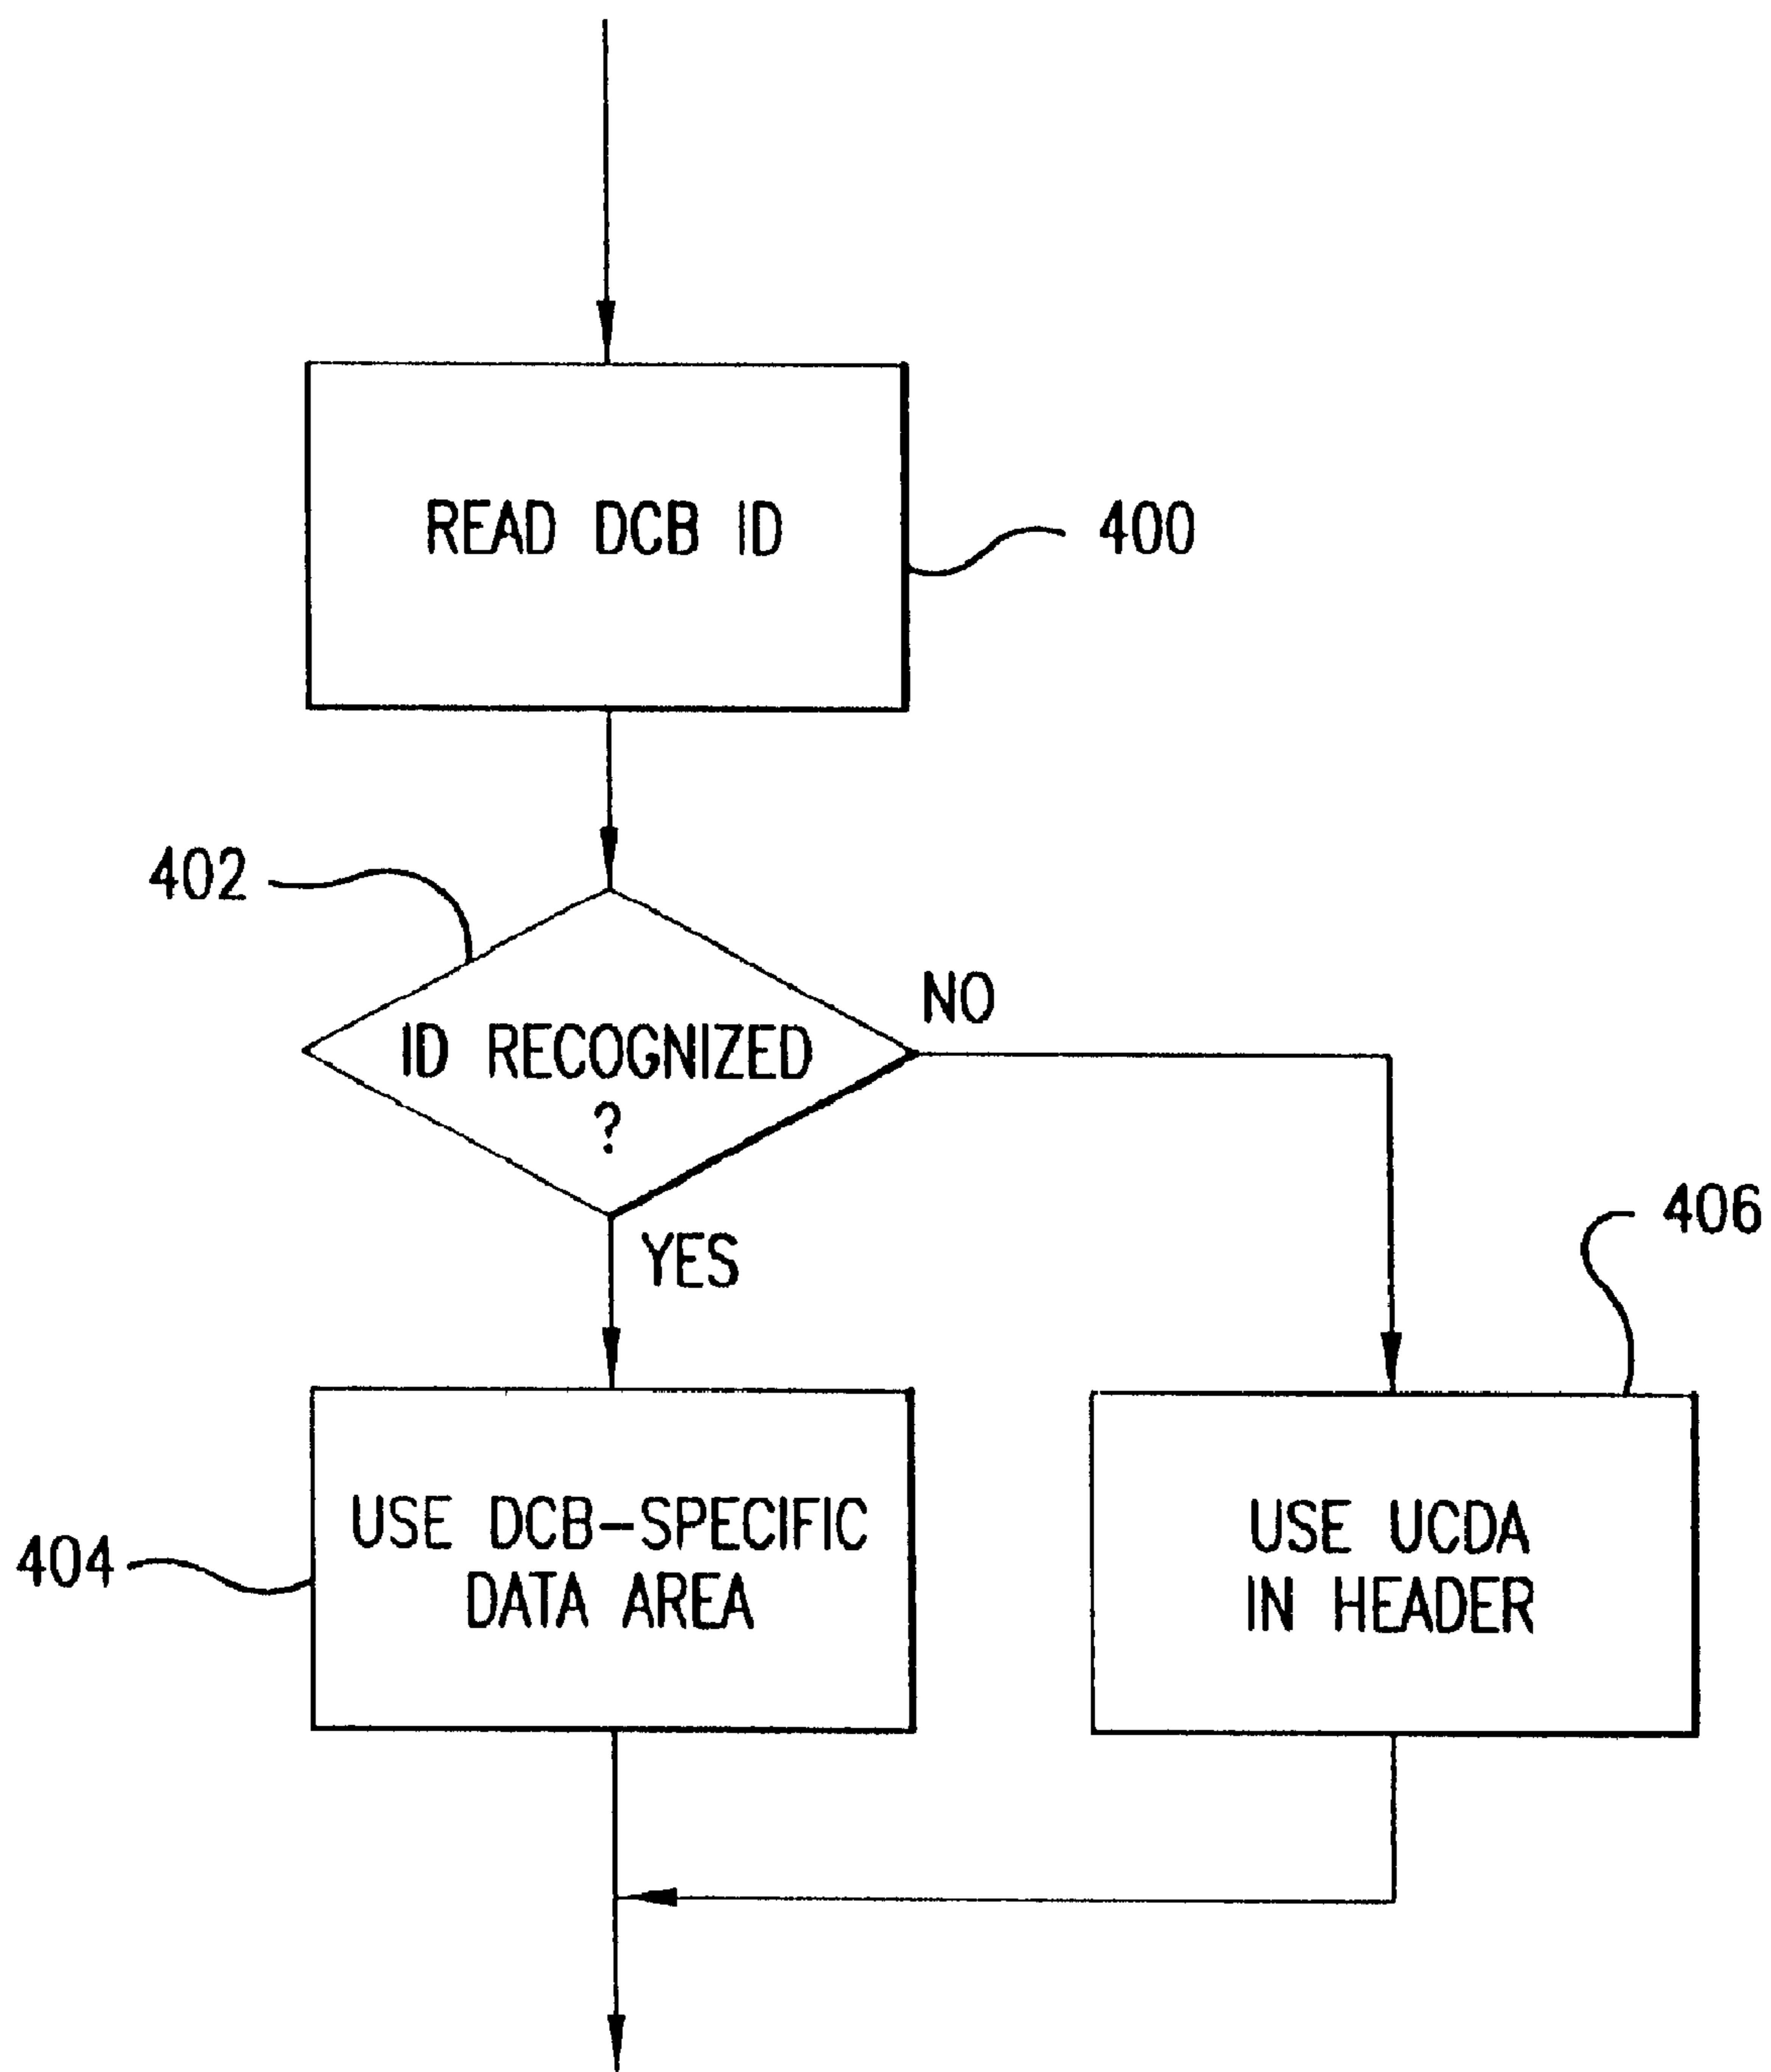 READ DCB ID
400
402
NO
ID RECOGNIZED
?
YES
406
USE DCB-SPECIFIC
DATA AREA
404
USE UCDA
IN HEADER